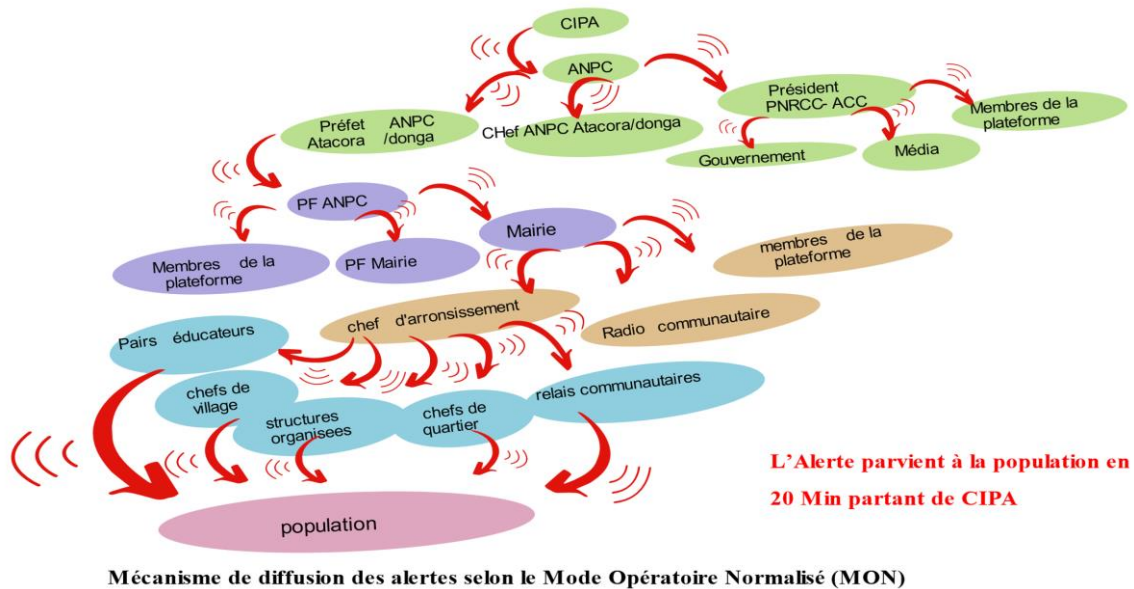 CIPA
ANPC
Président
PNRCC- ACC
Membres de la
plateforme
Préfet ANPC
Atacora /donga
CHef ANPC Atacora/donga
Gouvernement
Média
PF ANPC
Mairie
membres de la
plateforme
Membres de la
plateforme
PF Mairie
chef d'arronsissement
Radio communautaire
Pairs éducateurs
chefs de
village
structures
organisees
chefs de
quartier
relais communautaires
L'Alerte parvient à la population en
20 Min partant de CIPA
population
Mécanisme de diffusion des alertes selon le Mode Opératoire Normalisé (MON)